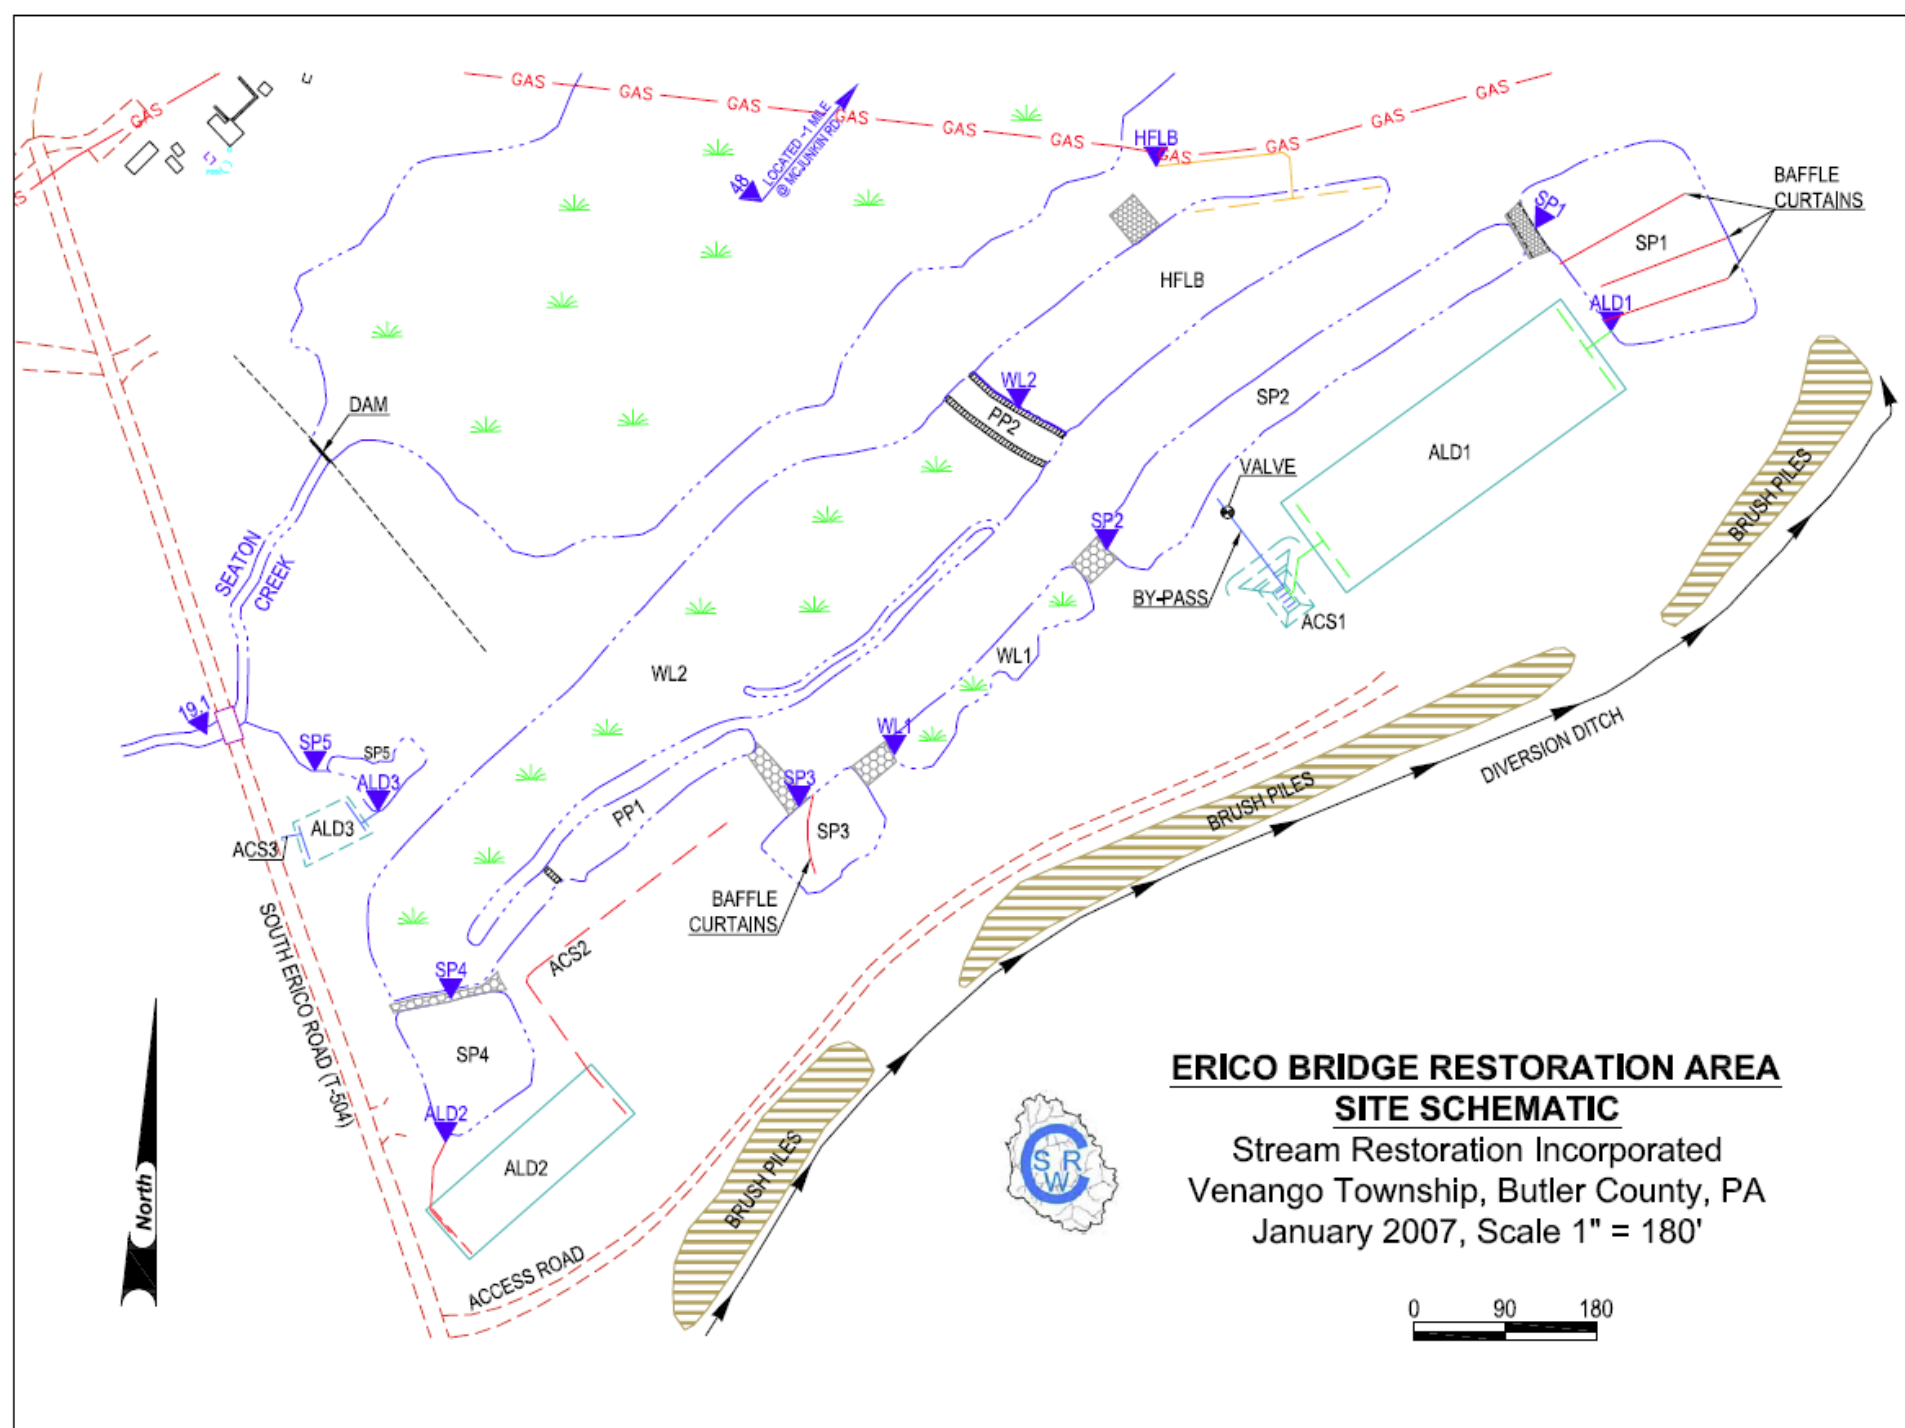 GAS GAS GAS GAS GAS GAS GAS GAS GAS GAS
GAS
GAS
LOCATED ~1 MILE
@ MCJUNKIN RD
48
HFLB
BAFFLE
CURTAINS
SP1
SP1
HFLB
ALD1
WL2
PP2
SP2
DAM
ALD1
VALVE
BRUSH PILES
SP2
SEATON
CREEK
BY-PASS
ACS1
WL1
WL2
19.1
WL1
SP5
SP5
DIVERSION DITCH
ALD3
SP3
BRUSH PILES
PP1
ALD3
SP3
ACS3
BAFFLE
CURTAINS
SOUTH ERICO ROAD (T-504)
ACS2
SP4
SP4
ALD2
ALD2
BRUSH PILES
ACCESS ROAD
North
ERICO BRIDGE RESTORATION AREA
SITE SCHEMATIC
Stream Restoration Incorporated
Venango Township, Butler County, PA
January 2007, Scale 1" = 180'
S R
W
C
0 90 180